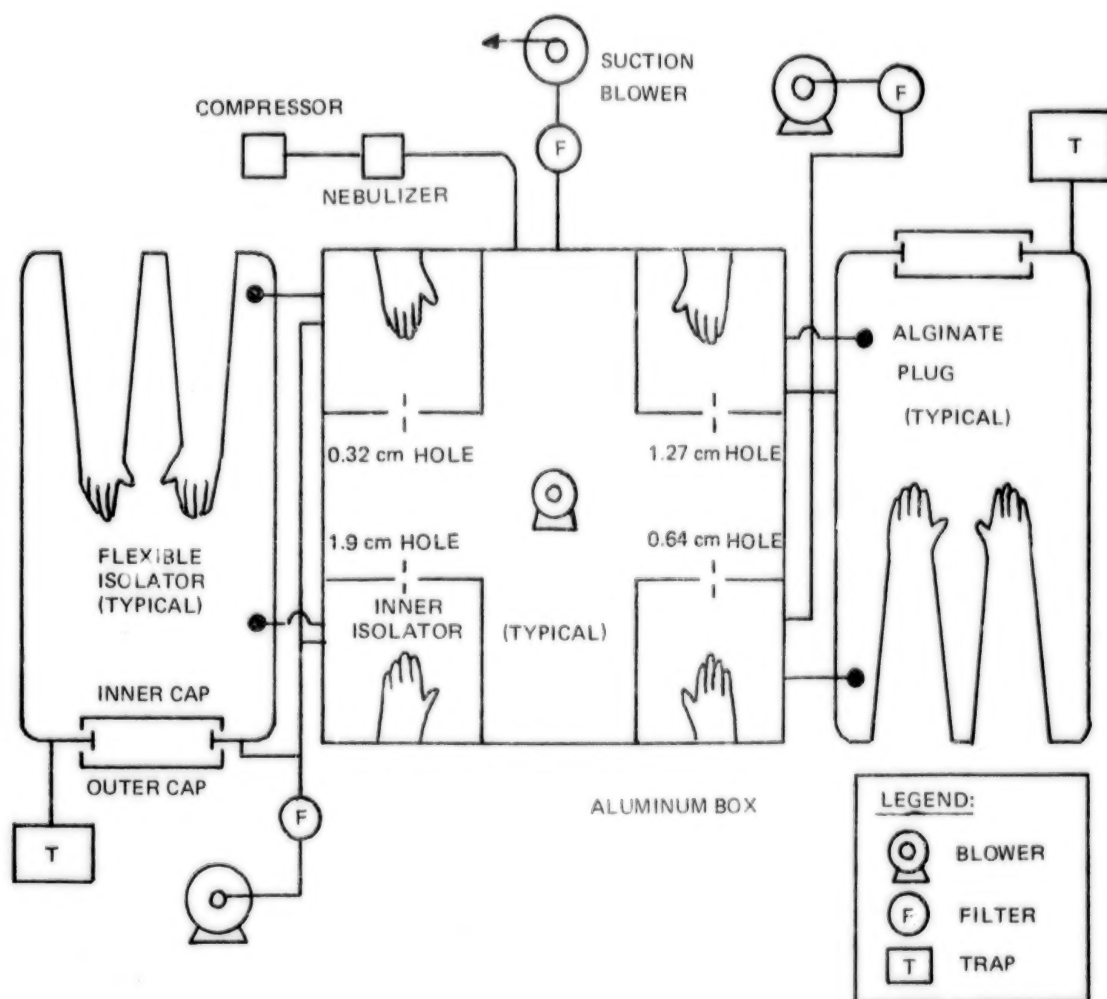 SUCTION
BLOWER
COMPRESSOR
F
F
T
NEBULIZER
ALGINATE
PLUG
(TYPICAL)
0.32 cm HOLE
1.27 cm HOLE
1.9 cm HOLE
0.64 cm HOLE
FLEXIBLE
ISOLATOR
(TYPICAL)
INNER
ISOLATOR
(TYPICAL)
INNER CAP
OUTER CAP
ALUMINUM BOX
F
T
LEGEND:
BLOWER
F FILTER
T TRAP